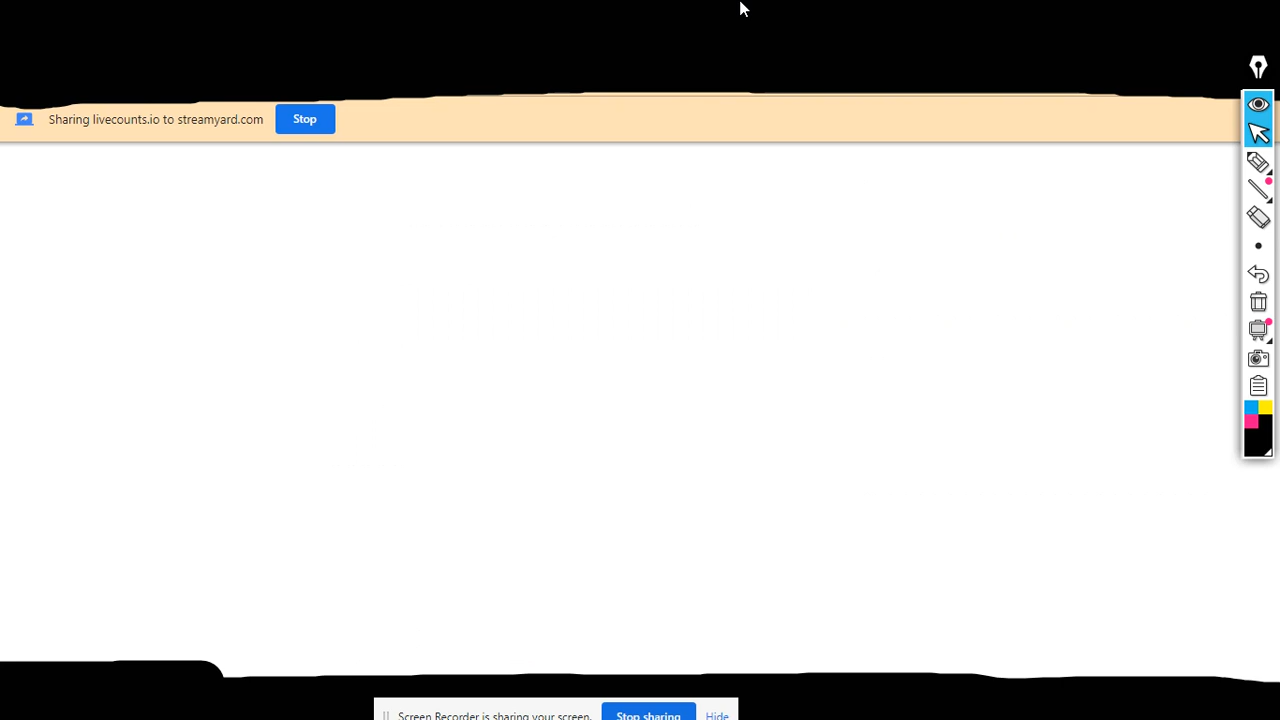 Sharing livecounts.io to streamyard.com Stop
Screen Recorder is sharing your screen. Stop sharing Hide